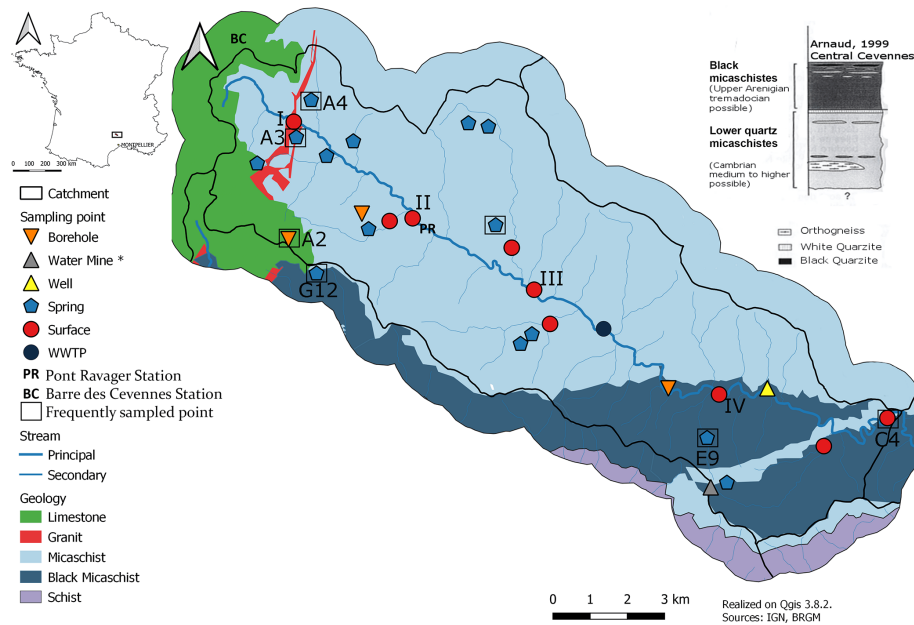 MONTPELLIER
0 100 200 300 km
Catchment
Sampling point
Borehole
Water Mine *
Well
Spring
Surface
WWTP
PR Pont Ravager Station
BC Barre des Cevennes Station
Frequently sampled point
Stream
Principal
Secondary
Geology
Limestone
Granit
Micaschist
Black Micaschist
Schist
BC
A4
I
A3
II
PR
A2
G12
III
IV
E9
C4
Arnaud, 1999
Central Cevennes
Black
micaschistes
(Upper Arenigian
tremadocian
possible)
Lower quartz
micaschistes
(Cambrian
medium to higher
possible)
?
Orthogneiss
White Quarzite
Black Quarzite
0 1 2 3 km
Realized on Qgis 3.8.2.
Sources: IGN, BRGM